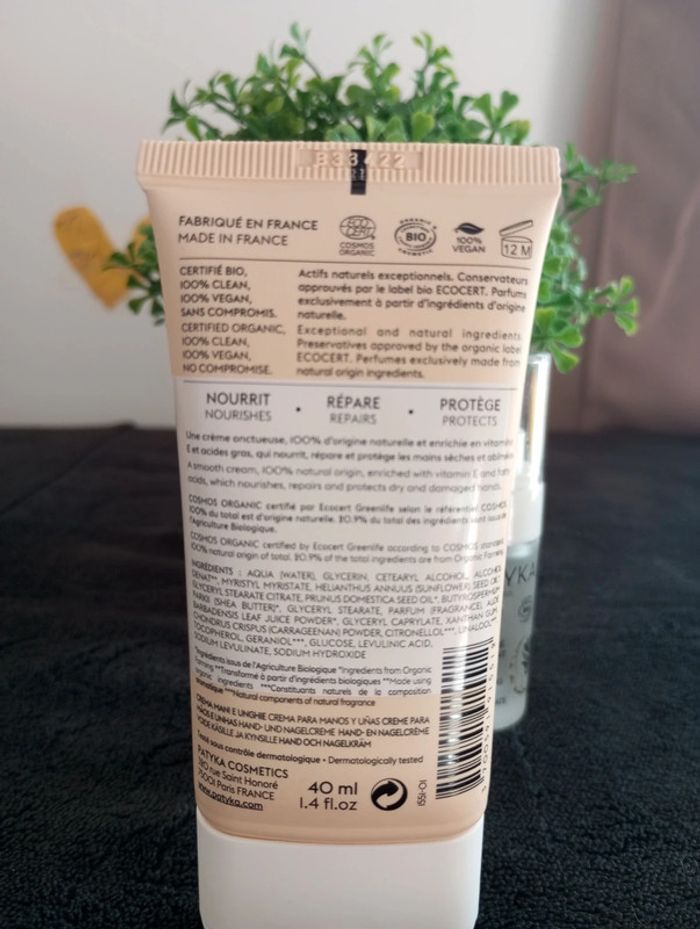 B33422
FABRIQUÉ EN FRANCE
MADE IN FRANCE
ECO
CERT
COSMOS
ORGANIC
BIO
100%
VEGAN
12 M
CERTIFIÉ BIO,
100% CLEAN,
100% VEGAN,
SANS COMPROMIS.
Actifs naturels exceptionnels. Conservateurs
approuvés par le label bio ECOCERT. Parfums
exclusivement à partir d'ingrédients d'origine
naturelle.
CERTIFIED ORGANIC,
100% CLEAN,
100% VEGAN,
NO COMPROMISE.
Exceptional and natural ingredients.
Preservatives approved by the organic label
ECOCERT. Perfumes exclusively made from
natural origin ingredients.
NOURRIT • RÉPARE • PROTÈGE
NOURISHES REPAIRS PROTECTS
Une crème onctueuse, 100% d'origine naturelle et enrichie en vitamine
E et acides gras, qui nourrit, répare et protège les mains sèches et abîmées.
A smooth cream, 100% natural origin, enriched with vitamin E and fatty
acids, which nourishes, repairs and protects dry and damaged hands.
COSMOS ORGANIC certifié par Ecocert Greenlife selon le référentiel COSMOS.
100% du total est d'origine naturelle. 10.9% du total des ingrédients sont issus de
l'Agriculture Biologique.
COSMOS ORGANIC certified by Ecocert Greenlife according to COSMOS standard.
100% natural origin of total. 10.9% of the total ingredients are from Organic Farming.
INGRÉDIENTS : AQUA (WATER), GLYCERIN, CETEARYL ALCOHOL, ALCOHOL
DENAT**, MYRISTYL MYRISTATE, HELIANTHUS ANNUUS (SUNFLOWER) SEED OIL*,
GLYCERYL STEARATE CITRATE, PRUNUS DOMESTICA SEED OIL*, BUTYROSPERMUM
PARKII (SHEA BUTTER)*, GLYCERYL STEARATE, PARFUM (FRAGRANCE), ALOE
BARBADENSIS LEAF JUICE POWDER*, GLYCERYL CAPRYLATE, XANTHAN GUM,
CHONDRUS CRISPUS (CARRAGEENAN) POWDER, CITRONELLOL***, LINALOOL***,
TOCOPHEROL, GERANIOL***, GLUCOSE, LEVULINIC ACID,
SODIUM LEVULINATE, SODIUM HYDROXIDE
*Ingrédients issus de l'Agriculture Biologique *Ingredients from Organic
Farming **Transformé à partir d'ingrédients biologiques **Made using
organic ingredients ***Constituants naturels de la composition
aromatique ***Natural components of natural fragrance
CREMA MANI E UNGHIE CREMA PARA MANOS Y UÑAS CREME PARA
MÃOS E UNHAS HAND- UND NAGELCREME HAND- EN NAGELCRÈME
VOIDE KÄSILLE JA KYNSILLE HAND OCH NAGELKRÄM
Testé sous contrôle dermatologique • Dermatologically tested
PATYKA COSMETICS
380 rue Saint Honoré
75001 Paris FRANCE
www.patyka.com
40 ml
1.4 fl.oz
01-1551
YKA